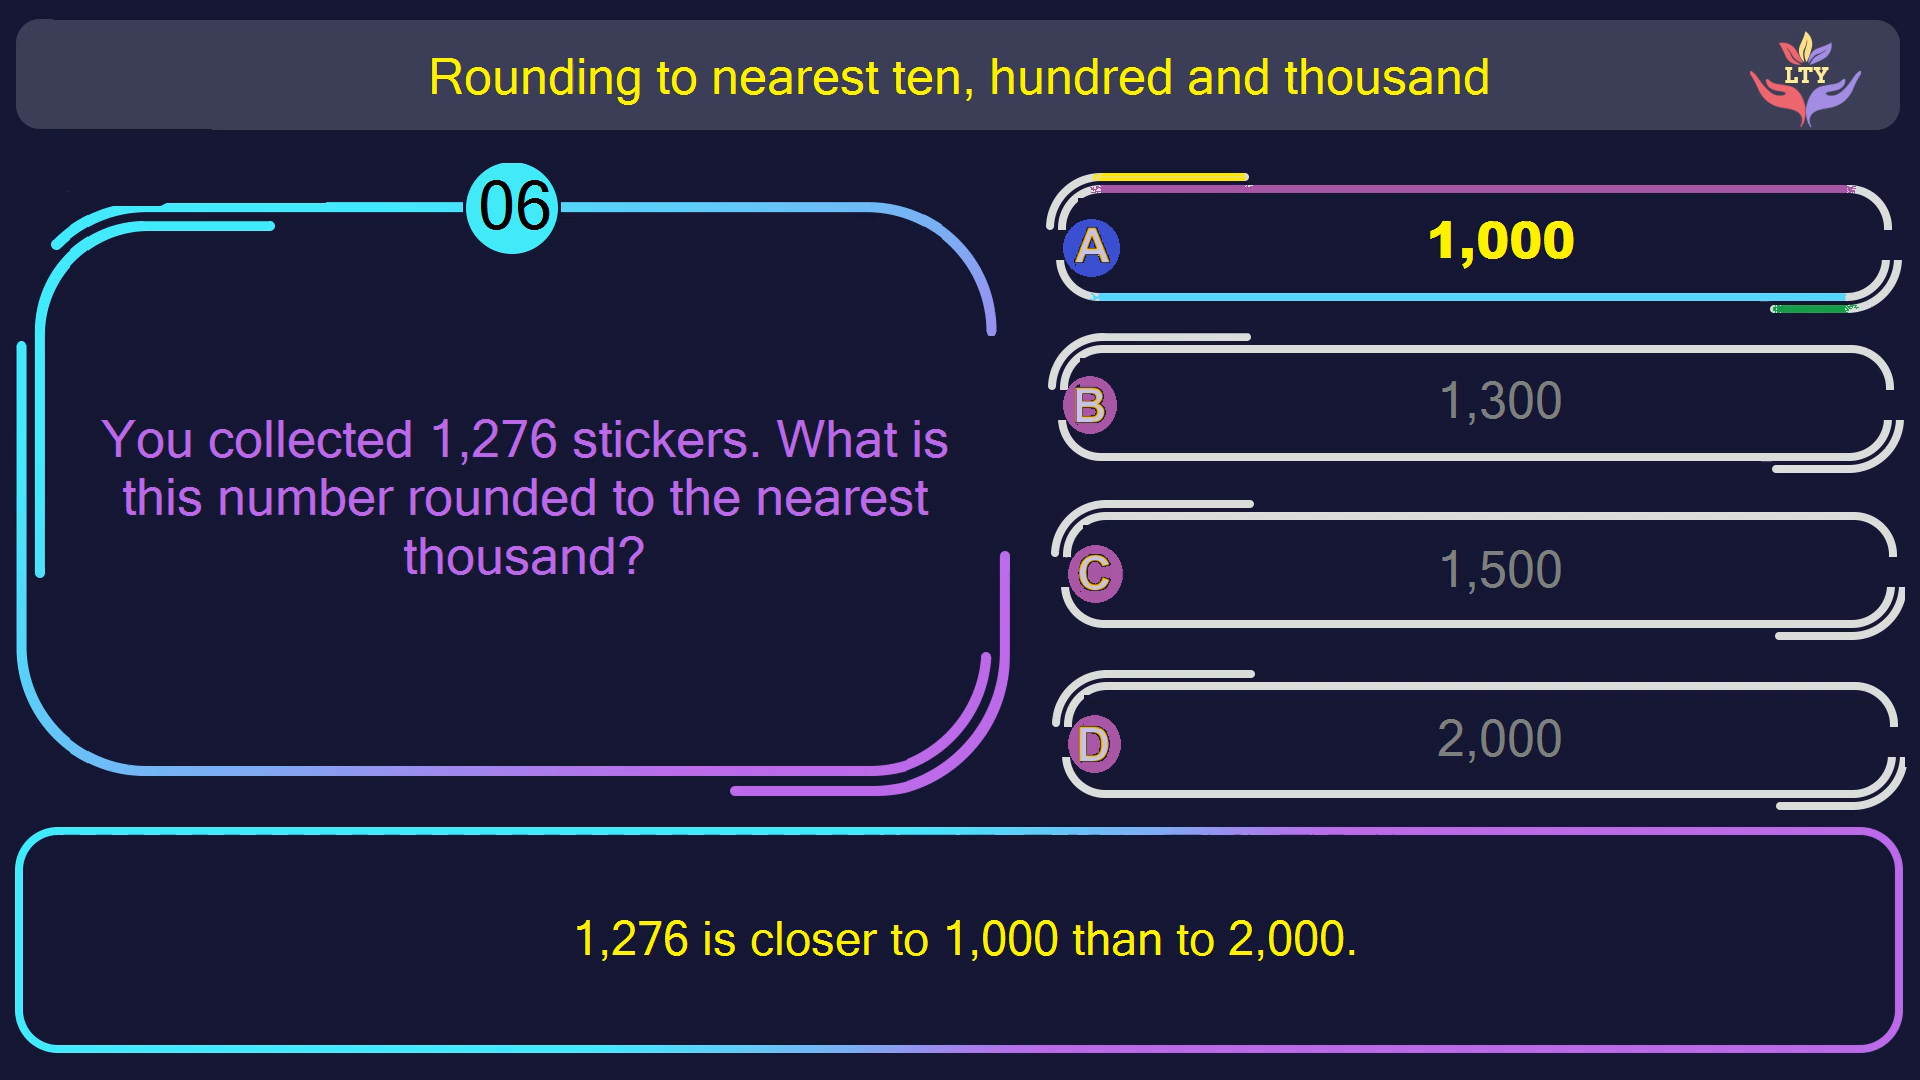 Rounding to nearest ten, hundred and thousand
LTY
06
You collected 1,276 stickers. What is
this number rounded to the nearest
thousand?
A
1,000
B
1,300
C
1,500
D
2,000
1,276 is closer to 1,000 than to 2,000.